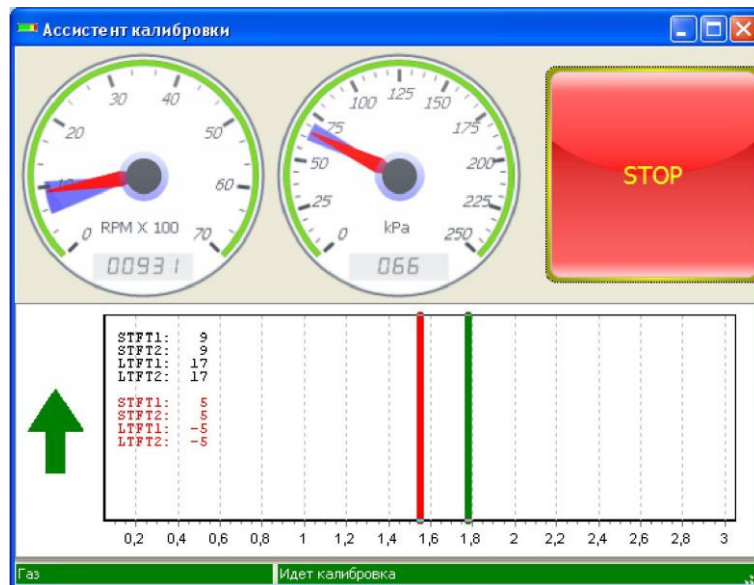 Ассистент калибровки
0 10 20 30 40 50 60 70
RPM X 100
00931
0 25 50 75 100 125 150 175 200 225 250
kPa
066
STOP
STFT1: 9
STFT2: 9
LTFT1: 17
LTFT2: 17
STFT1: 5
STFT2: 5
LTFT1: -5
LTFT2: -5
0,2 0,4 0,6 0,8 1 1,2 1,4 1,6 1,8 2 2,2 2,4 2,6 2,8 3
Газ
Идет калибровка